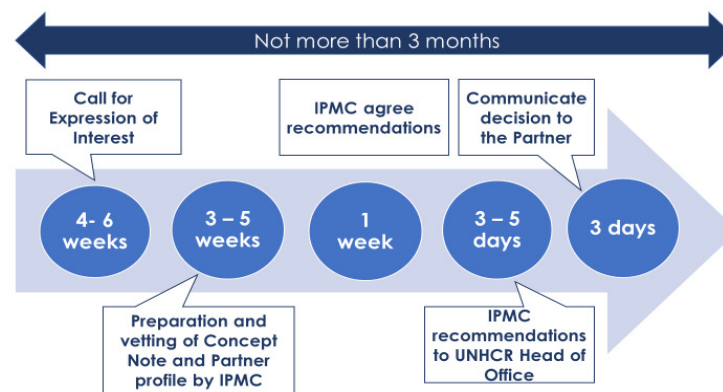 Not more than 3 months
Call for
Expression of
Interest
IPMC agree
recommendations
Communicate
decision to
the Partner
4- 6
weeks
3 – 5
weeks
1
week
3 – 5
days
3 days
Preparation and
vetting of Concept
Note and Partner
profile by IPMC
IPMC
recommendations
to UNHCR Head of
Office